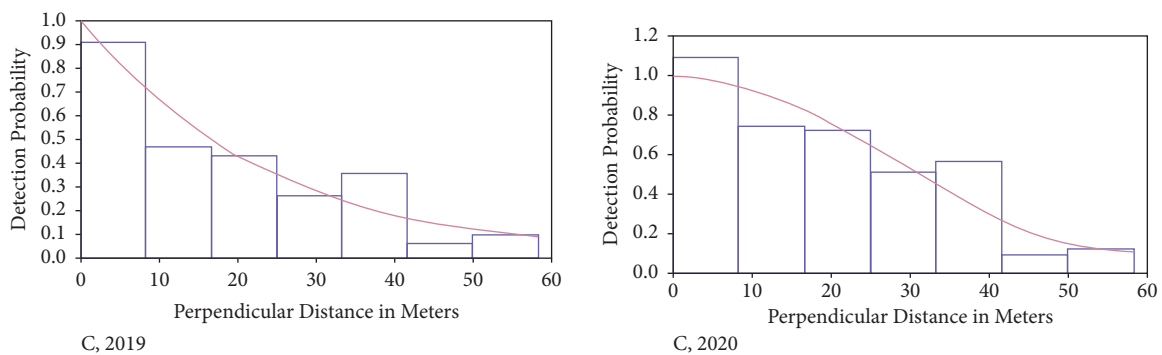 Detection Probability
1.0
0.9
0.8
0.7
0.6
0.5
0.4
0.3
0.2
0.1
0.0
0 10 20 30 40 50 60
Perpendicular Distance in Meters
C, 2019
Detection Probability
1.2
1.0
0.8
0.6
0.4
0.2
0.0
0 10 20 30 40 50 60
Perpendicular Distance in Meters
C, 2020